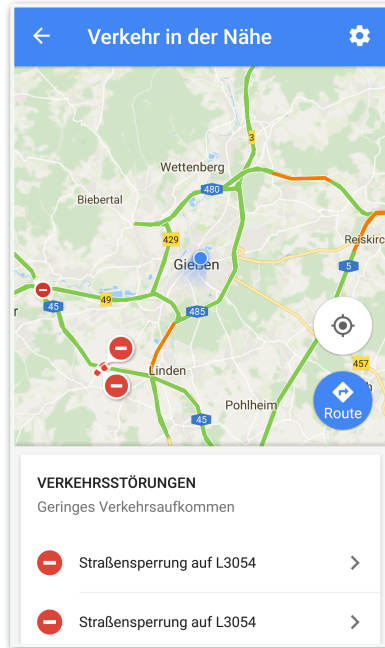 Verkehr in der Nähe
3
Wettenberg
480
Biebertal
429
Reiskirc
Gießen
5
45
49
r
485
457
Linden
Route
Pohlheim
45
h
VERKEHRSSTÖRUNGEN
Geringes Verkehrsaufkommen
Straßensperrung auf L3054
Straßensperrung auf L3054